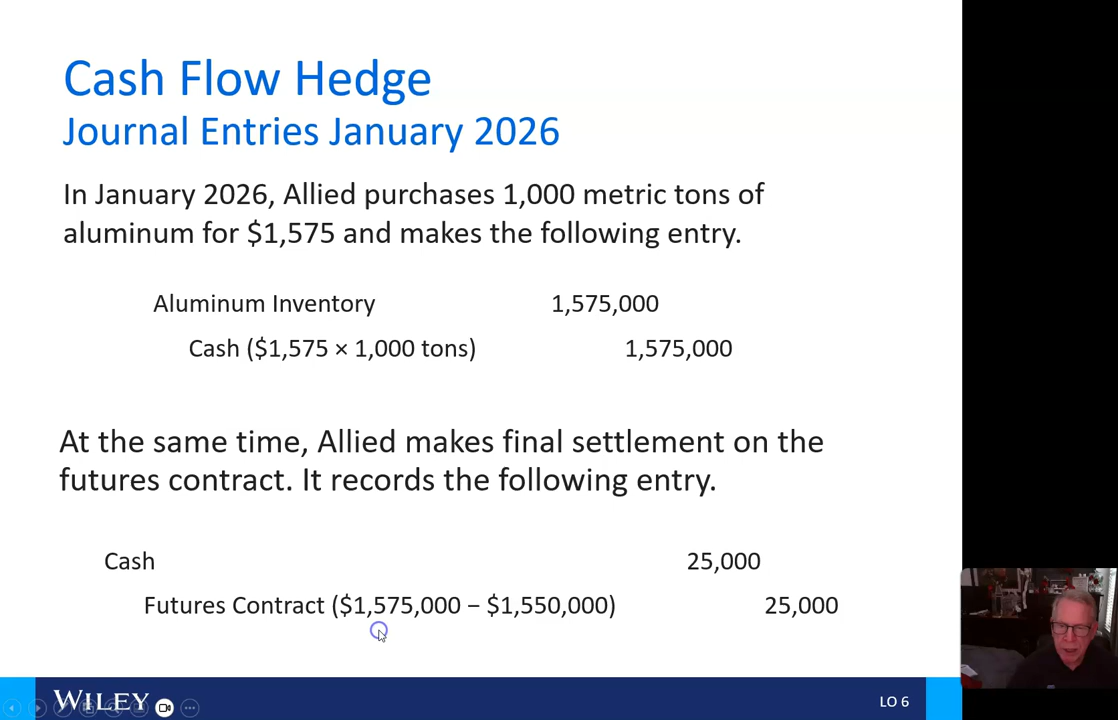 Cash Flow Hedge
Journal Entries January 2026
In January 2026, Allied purchases 1,000 metric tons of
aluminum for $1,575 and makes the following entry.
Aluminum Inventory 1,575,000
Cash ($1,575 × 1,000 tons) 1,575,000
At the same time, Allied makes final settlement on the
futures contract. It records the following entry.
Cash 25,000
Futures Contract ($1,575,000 − $1,550,000) 25,000
WILEY LO 6